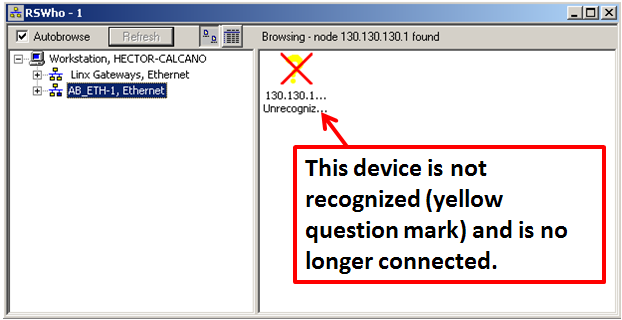 RSWho - 1
Autobrowse
Refresh
Browsing - node 130.130.130.1 found
Workstation, HECTOR-CALCANO
Linx Gateways, Ethernet
AB_ETH-1, Ethernet
130.130.1...
Unrecogniz...
This device is not
recognized (yellow
question mark) and is no
longer connected.